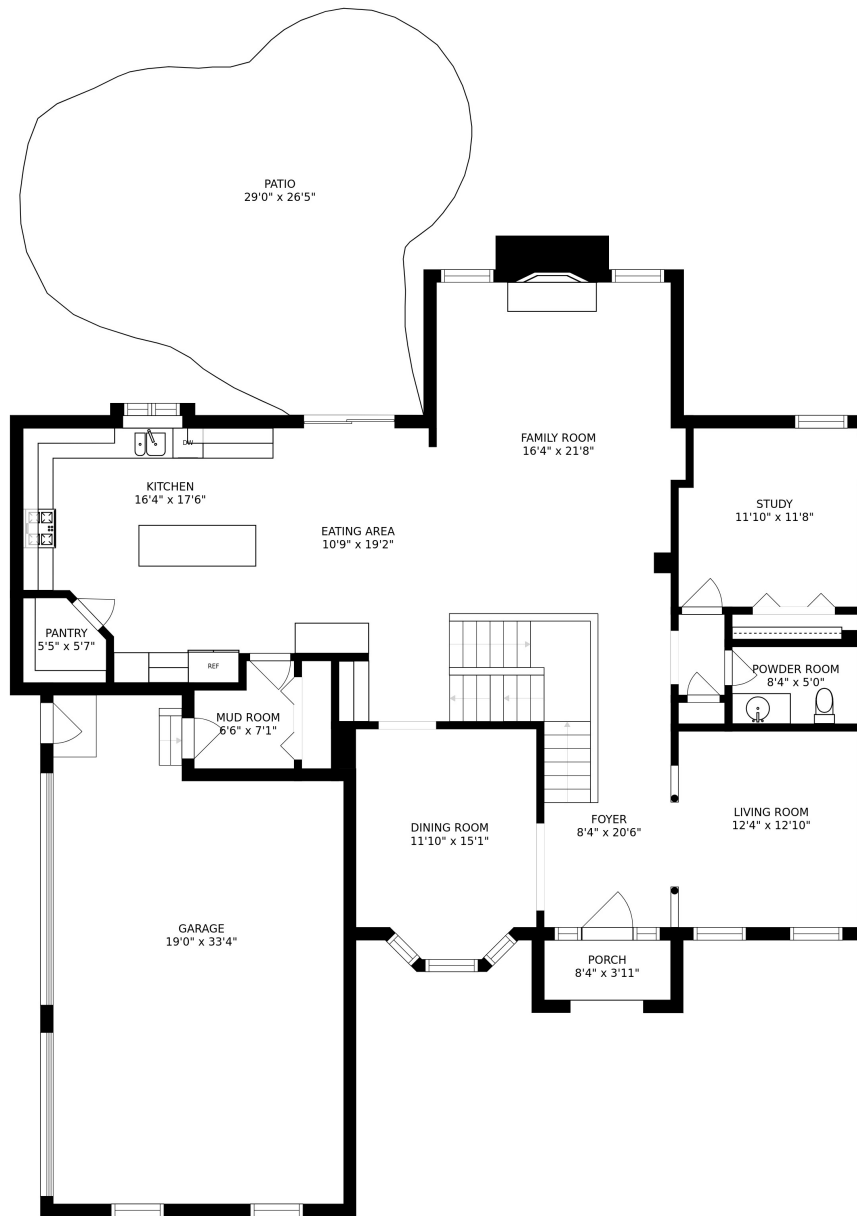 PATIO
29'0" x 26'5"
FAMILY ROOM
16'4" x 21'8"
DW
KITCHEN
16'4" x 17'6"
EATING AREA
10'9" x 19'2"
STUDY
11'10" x 11'8"
PANTRY
5'5" x 5'7"
REF
POWDER ROOM
8'4" x 5'0"
MUD ROOM
6'6" x 7'1"
DINING ROOM
11'10" x 15'1"
FOYER
8'4" x 20'6"
LIVING ROOM
12'4" x 12'10"
GARAGE
19'0" x 33'4"
PORCH
8'4" x 3'11"